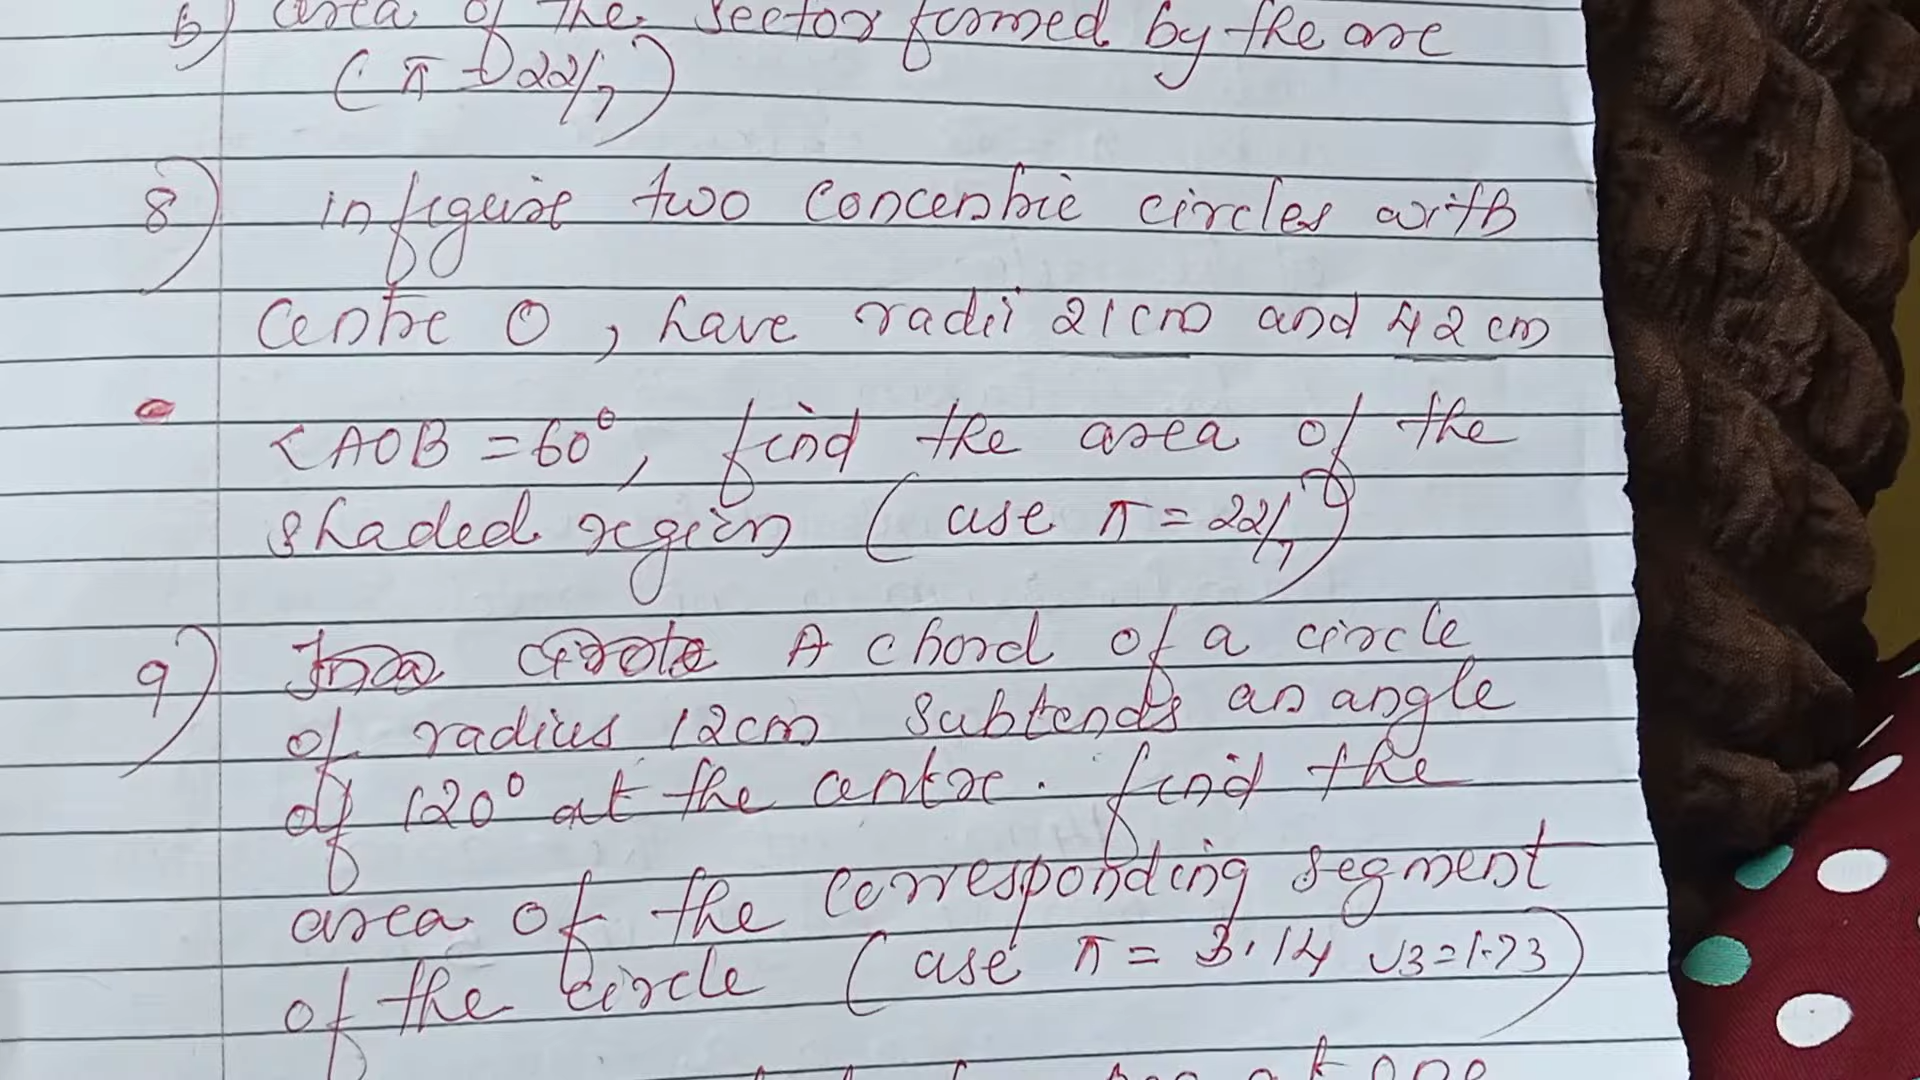 b) area of the sector formed by the arc
(π → 22/7)
8) in figure two concentric circles with
Centre O, have radii 21cm and 42cm
∠AOB = 60°, find the area of the
shaded region (use π = 22/7)
9) A chord of a circle
of radius 12cm subtends an angle
of 120° at the centre. find the
area of the corresponding segment
of the circle (use π = 3.14 √3=1.73)